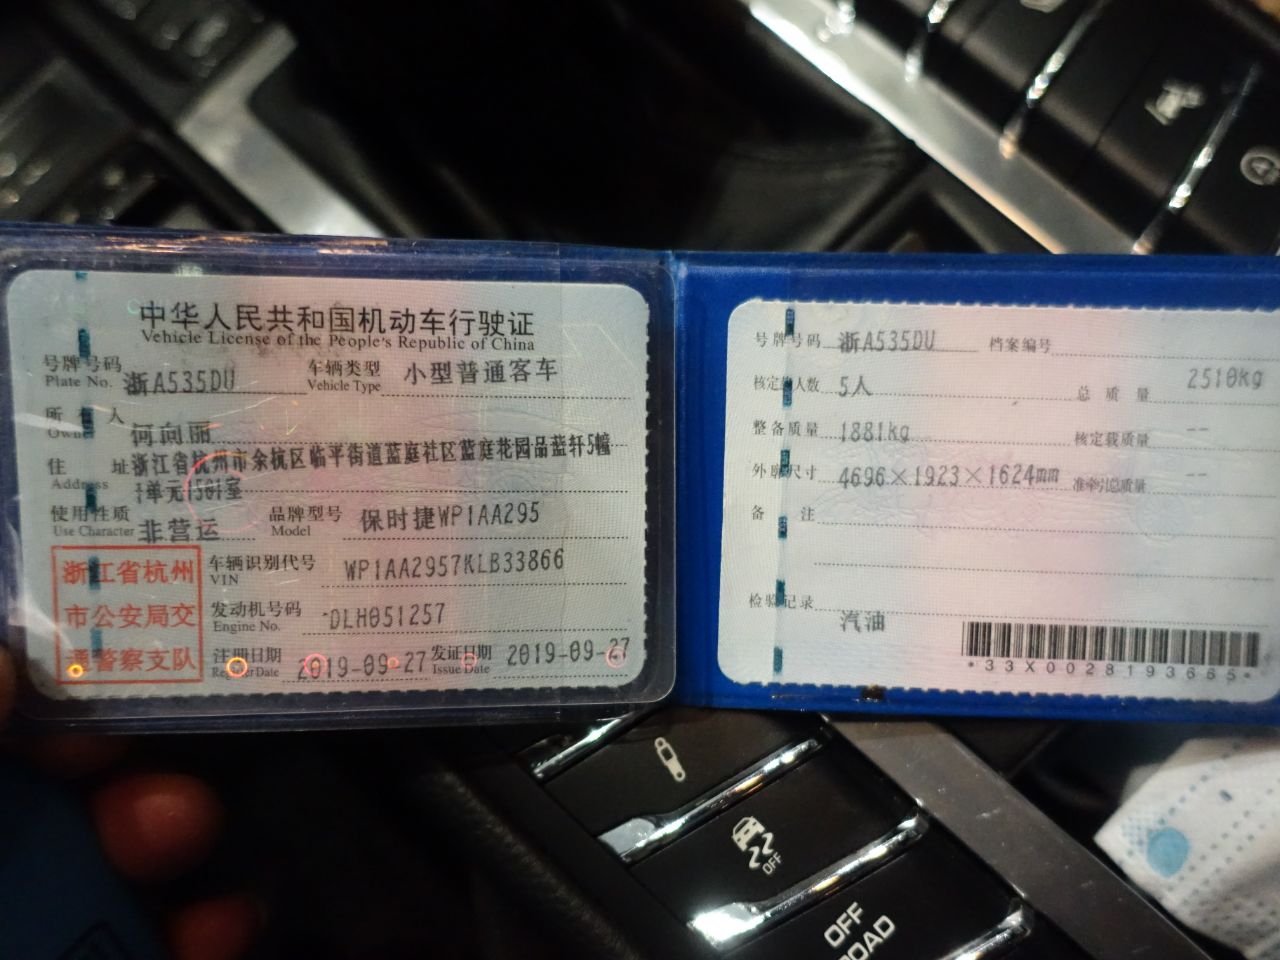 中华人民共和国机动车行驶证
Vehicle License of the People's Republic of China
号牌号码 浙A535DU 车辆类型 小型普通客车
Plate No. Vehicle Type
所有人 何向丽
Owner
住址 浙江省杭州市余杭区临平街道蓝庭社区蓝庭花园品蓝轩5幢
Address 单元1501室
使用性质 非营运 品牌型号 保时捷WP1AA295
Use Character Model
浙江省杭州
市公安局交
通警察支队
车辆识别代号 WP1AA2957KLB33866
VIN
发动机号码 DLH051257
Engine No.
注册日期 2019-09-27 发证日期 2019-09-27
Register Date Issue Date
号牌号码 浙A535DU 档案编号
核定载人数 5人 总质量 2510kg
整备质量 1881kg 核定载质量 --
外廓尺寸 4696×1923×1624mm 准牵引总质量 --
备注
检验记录
汽油
*33X0028193665*
OFF
OFF
ROAD